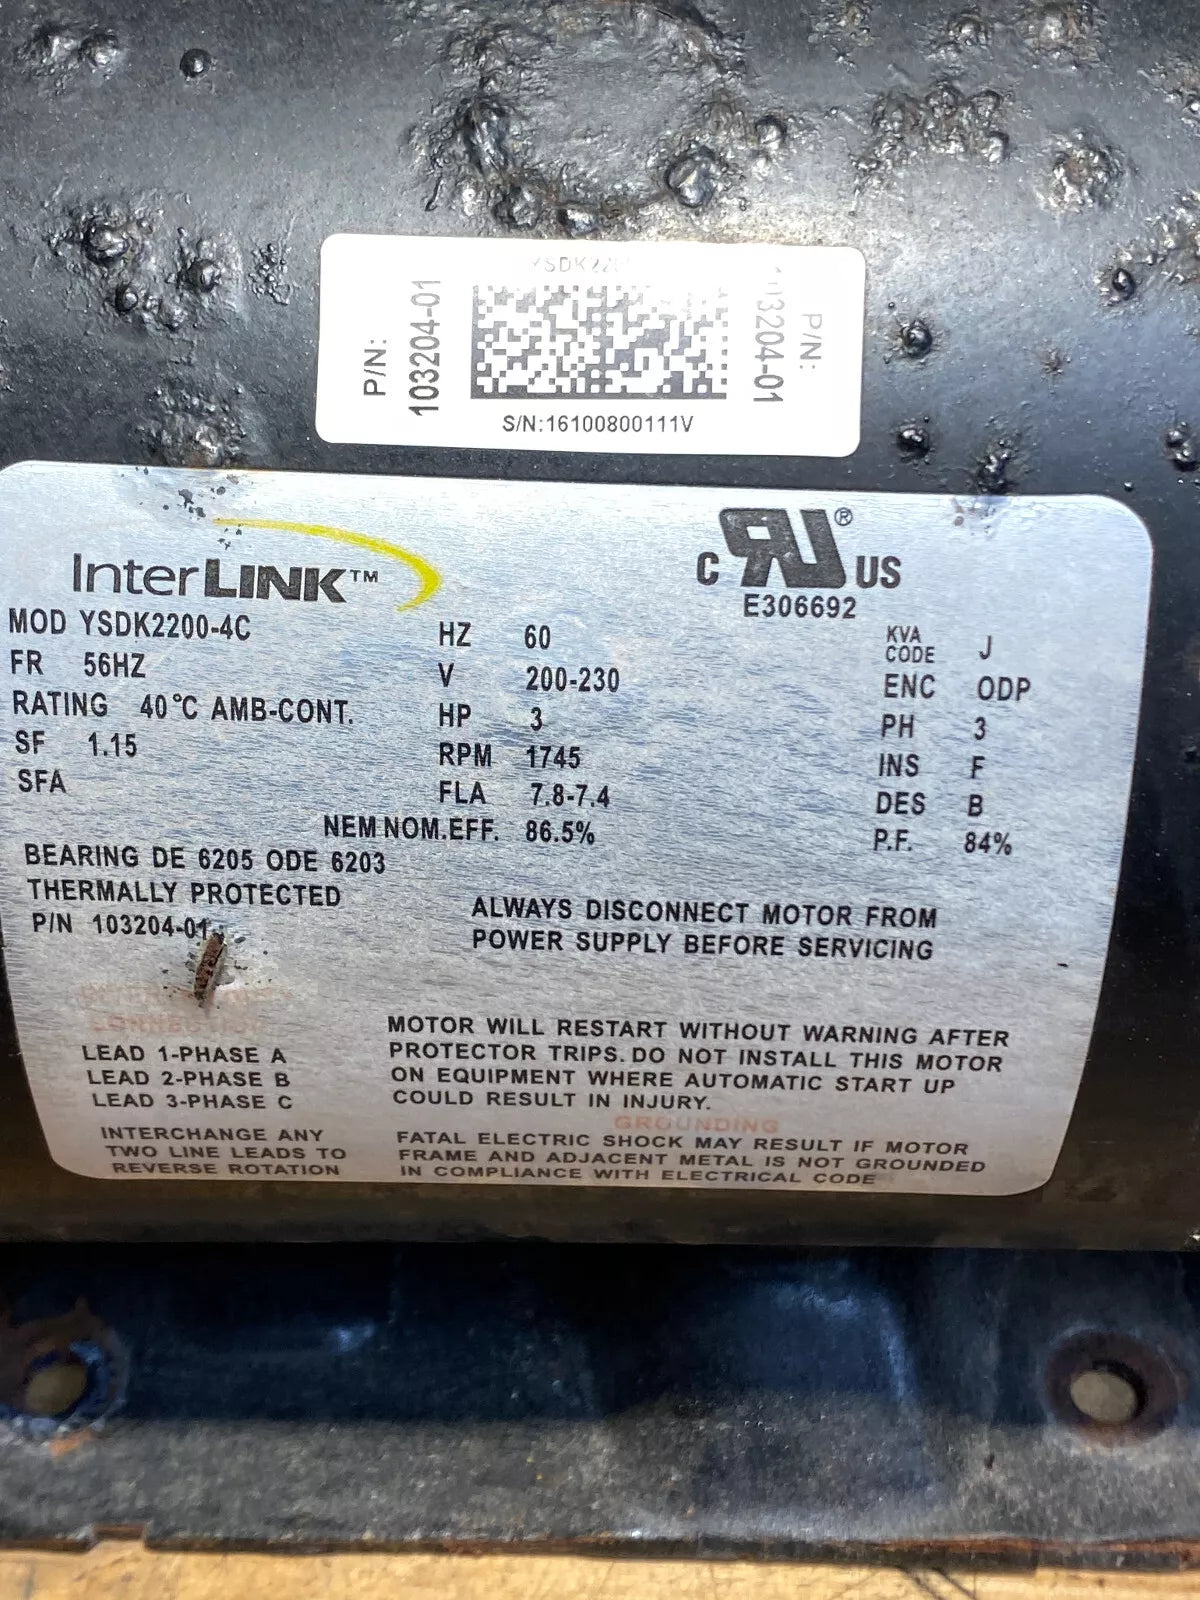 P/N:
103204-01
S/N:16100800111V
P/N:
103204-01
InterLINK™
C RU® US
E306692
MOD YSDK2200-4C
FR 56HZ
RATING 40°C AMB-CONT.
SF 1.15
SFA
HZ 60
V 200-230
HP 3
RPM 1745
FLA 7.8-7.4
NEM NOM.EFF. 86.5%
KVA
CODE J
ENC ODP
PH 3
INS F
DES B
P.F. 84%
BEARING DE 6205 ODE 6203
THERMALLY PROTECTED
P/N 103204-01
ALWAYS DISCONNECT MOTOR FROM
POWER SUPPLY BEFORE SERVICING
CONNECTION
LEAD 1-PHASE A
LEAD 2-PHASE B
LEAD 3-PHASE C
INTERCHANGE ANY
TWO LINE LEADS TO
REVERSE ROTATION
MOTOR WILL RESTART WITHOUT WARNING AFTER
PROTECTOR TRIPS. DO NOT INSTALL THIS MOTOR
ON EQUIPMENT WHERE AUTOMATIC START UP
COULD RESULT IN INJURY.
GROUNDING
FATAL ELECTRIC SHOCK MAY RESULT IF MOTOR
FRAME AND ADJACENT METAL IS NOT GROUNDED
IN COMPLIANCE WITH ELECTRICAL CODE